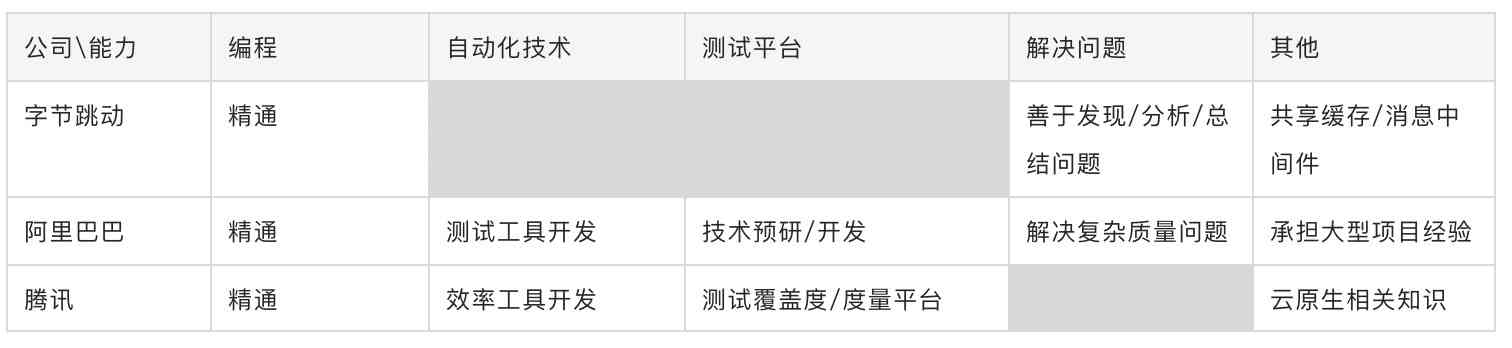 公司\能力 编程 自动化技术 测试平台 解决问题 其他
字节跳动 精通 善于发现/分析/总 共享缓存/消息中
结问题 间件
阿里巴巴 精通 测试工具开发 技术预研/开发 解决复杂质量问题 承担大型项目经验
腾讯 精通 效率工具开发 测试覆盖度/度量平台 云原生相关知识